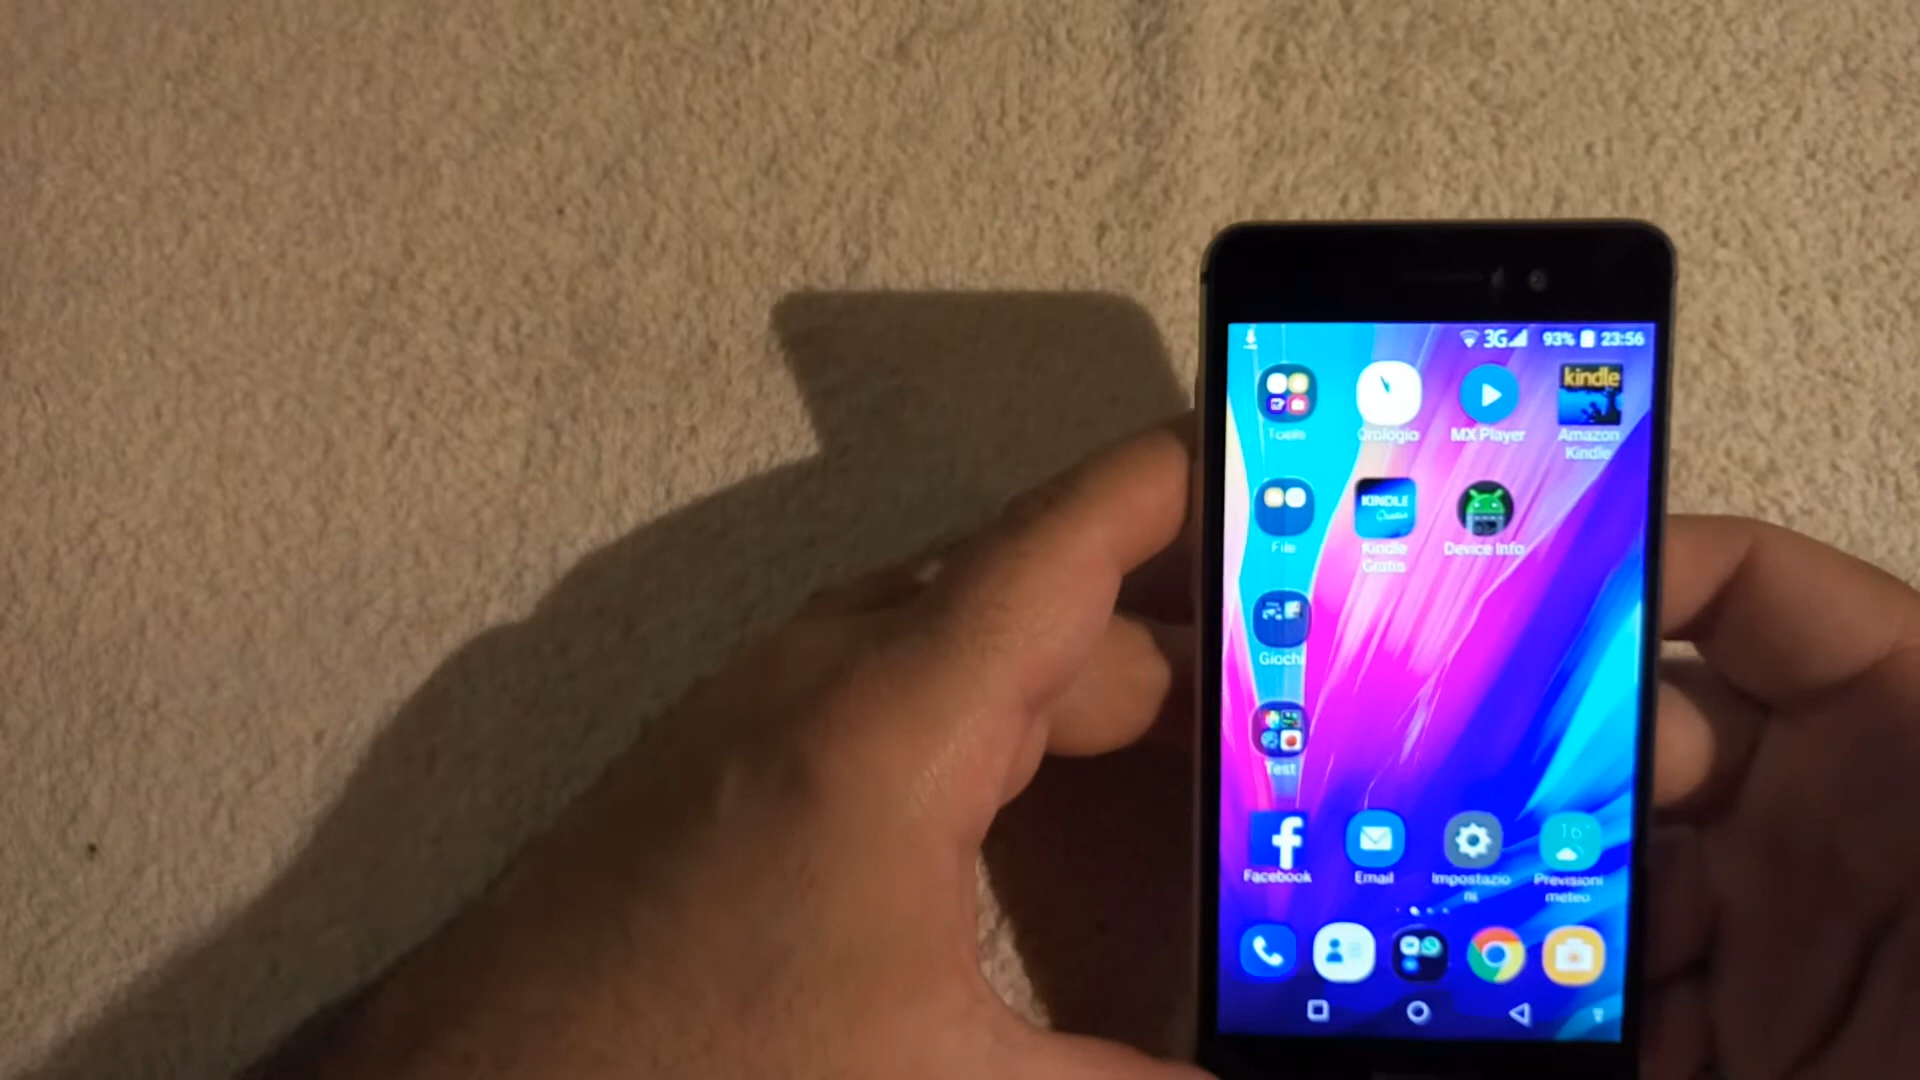 3G 93% 23:56
Tools Orologio MX Player Amazon
Kindle
kindle
KINDLE
File Kindle
Gratis Device Info
Giochi
Test
16°
Facebook Email Impostazio
ni Previsioni
meteo